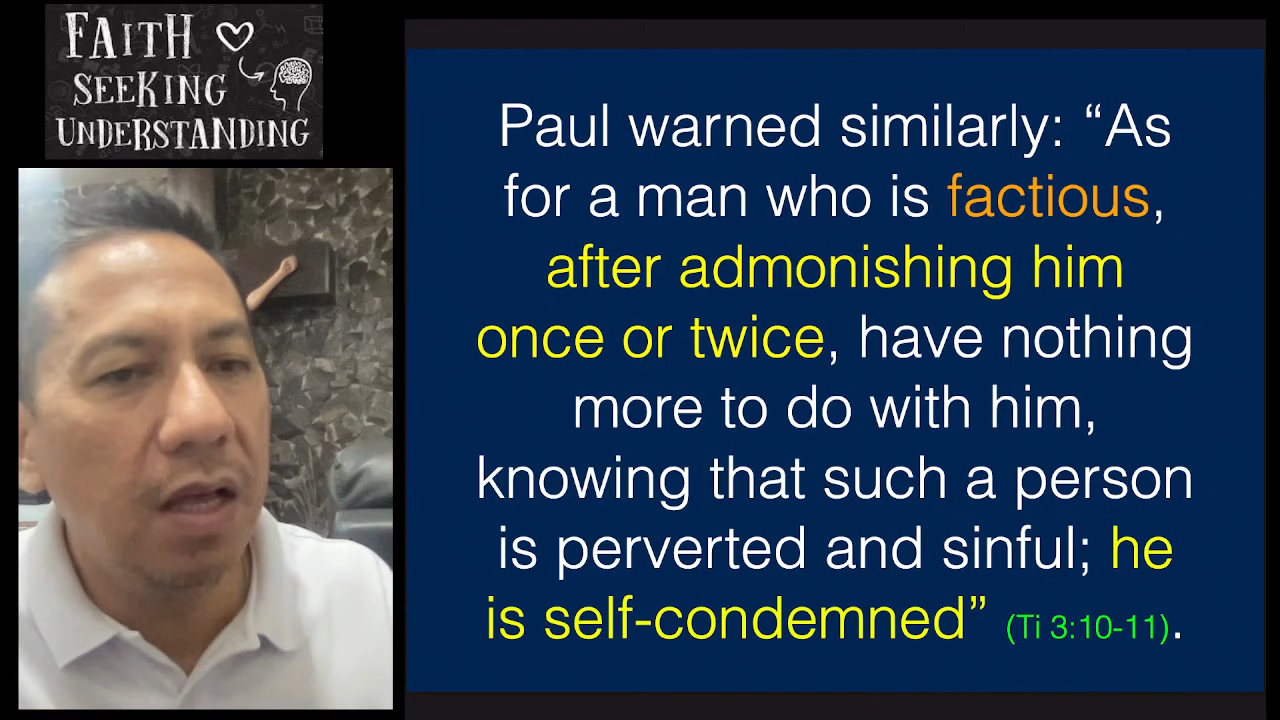 FAITH
SEEKING
UNDERSTANDING
Paul warned similarly: “As
for a man who is factious,
after admonishing him
once or twice, have nothing
more to do with him,
knowing that such a person
is perverted and sinful; he
is self-condemned” (Ti 3:10-11).